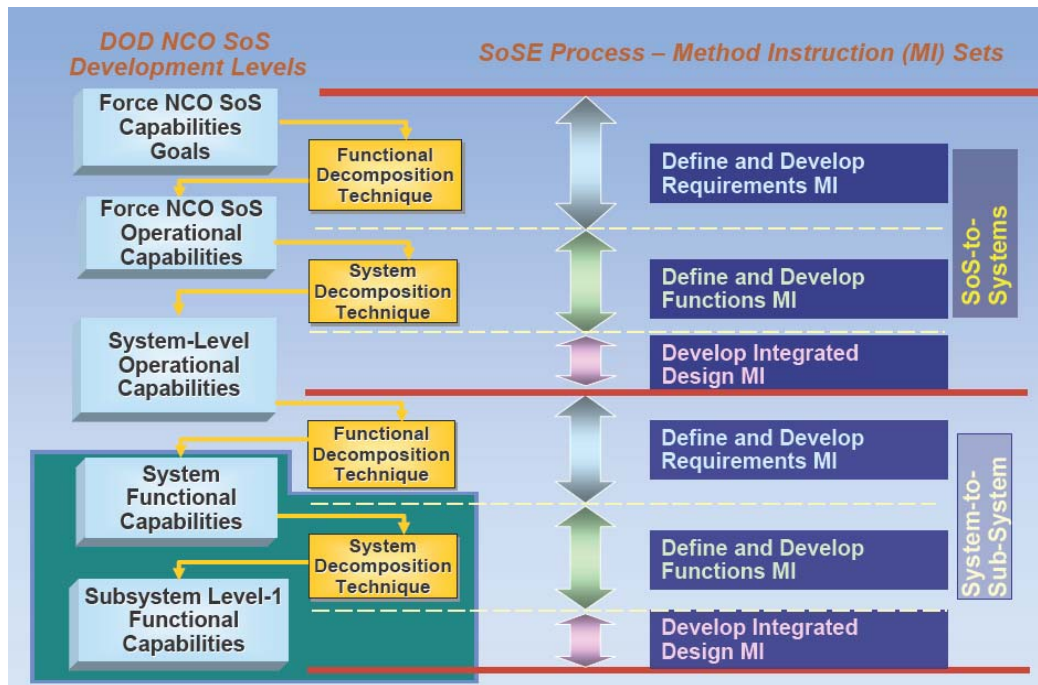 DOD NCO SoS
Development Levels
SoSE Process – Method Instruction (MI) Sets
Force NCO SoS
Capabilities
Goals
Functional
Decomposition
Technique
Define and Develop
Requirements MI
Force NCO SoS
Operational
Capabilities
System
Decomposition
Technique
Define and Develop
Functions MI
SoS-to-
Systems
System-Level
Operational
Capabilities
Develop Integrated
Design MI
Functional
Decomposition
Technique
Define and Develop
Requirements MI
System
Functional
Capabilities
System
Decomposition
Technique
Define and Develop
Functions MI
System-to-
Sub-System
Subsystem Level-1
Functional
Capabilities
Develop Integrated
Design MI